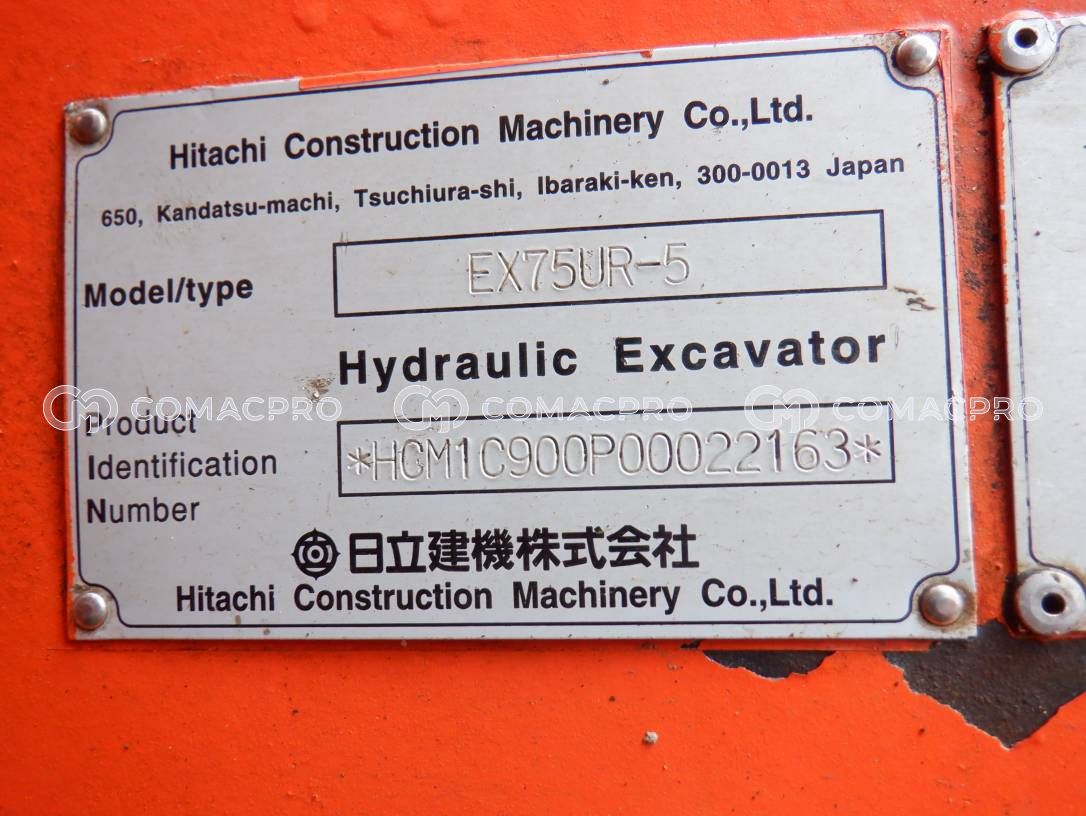 Hitachi Construction Machinery Co.,Ltd.
650, Kandatsu-machi, Tsuchiura-shi, Ibaraki-ken, 300-0013 Japan
Model/type EX75UR-5
Hydraulic Excavator
COMACPRO COMACPRO COMACPRO
Product
Identification *HCM1C900P00022163*
Number
日立建機株式会社
Hitachi Construction Machinery Co.,Ltd.